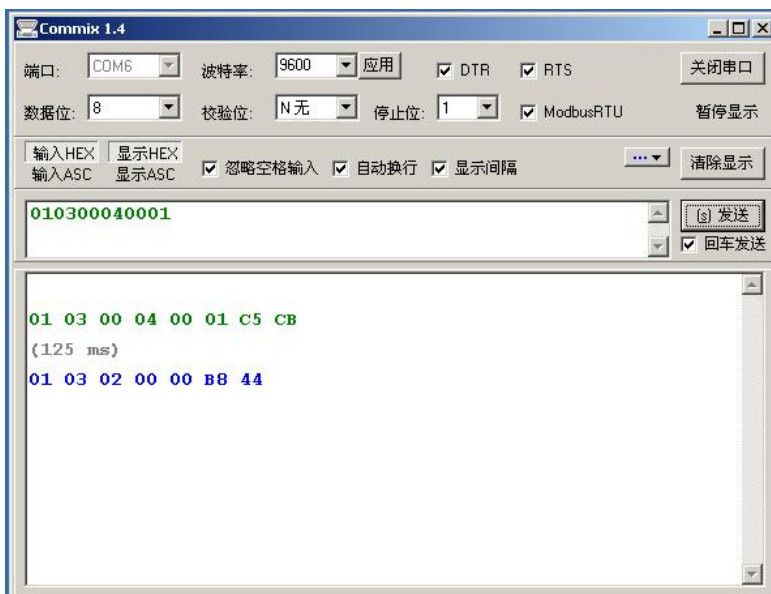 Commix 1.4
端口: COM6 波特率: 9600 应用 DTR RTS 关闭串口
数据位: 8 校验位: N 无 停止位: 1 ModbusRTU 暂停显示
输入HEX 显示HEX
输入ASC 显示ASC 忽略空格输入 自动换行 显示间隔 ... 清除显示
010300040001 (s) 发送
回车发送
01 03 00 04 00 01 C5 CB
(125 ms)
01 03 02 00 00 B8 44